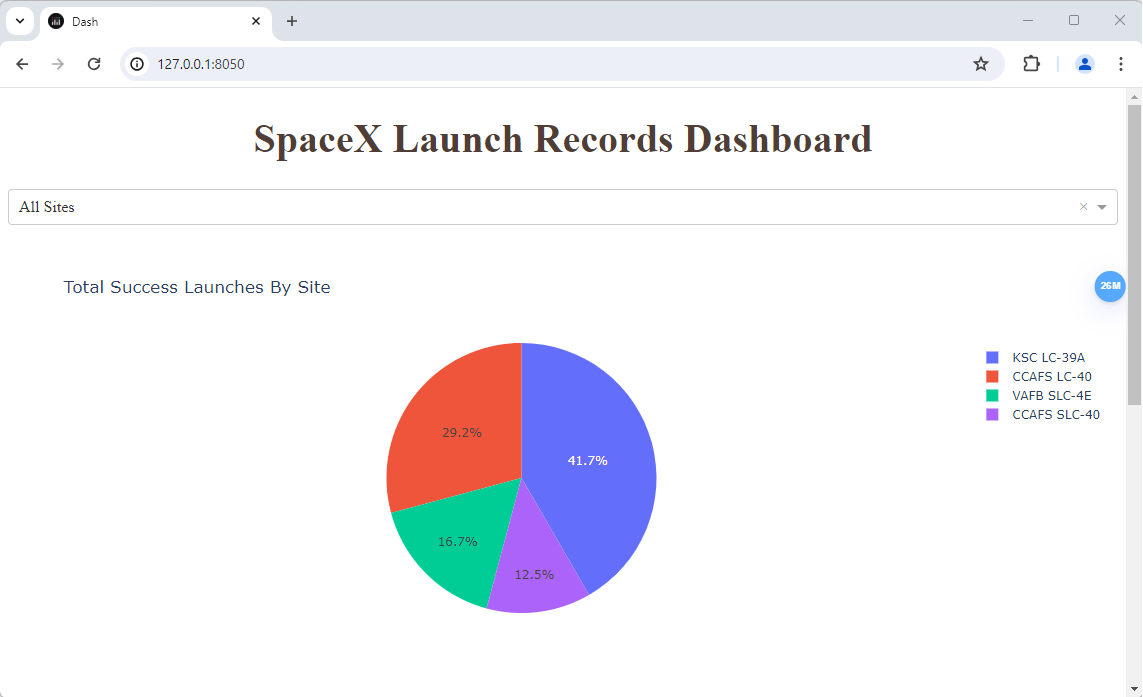 Dash
127.0.0.1:8050
SpaceX Launch Records Dashboard
All Sites
Total Success Launches By Site
26M
KSC LC-39A
CCAFS LC-40
VAFB SLC-4E
CCAFS SLC-40
29.2%
41.7%
16.7%
12.5%